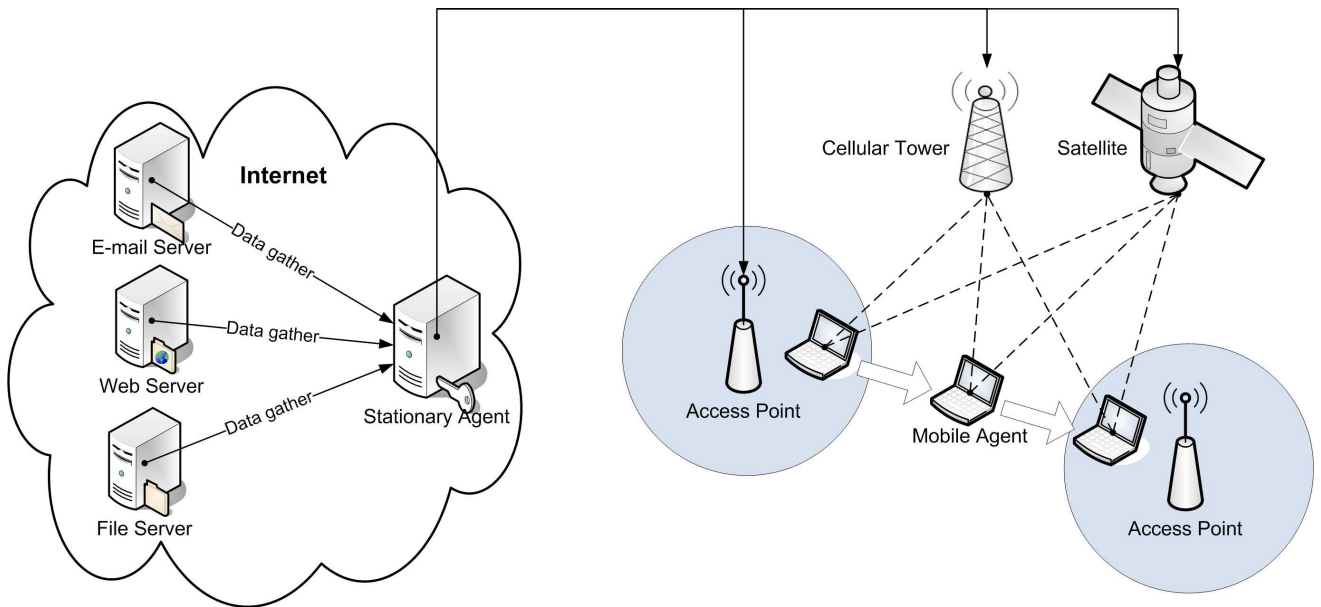 Internet
E-mail Server
Data gather
Web Server
Data gather
File Server
Data gather
Stationary Agent
Cellular Tower
Satellite
Access Point
Mobile Agent
Access Point